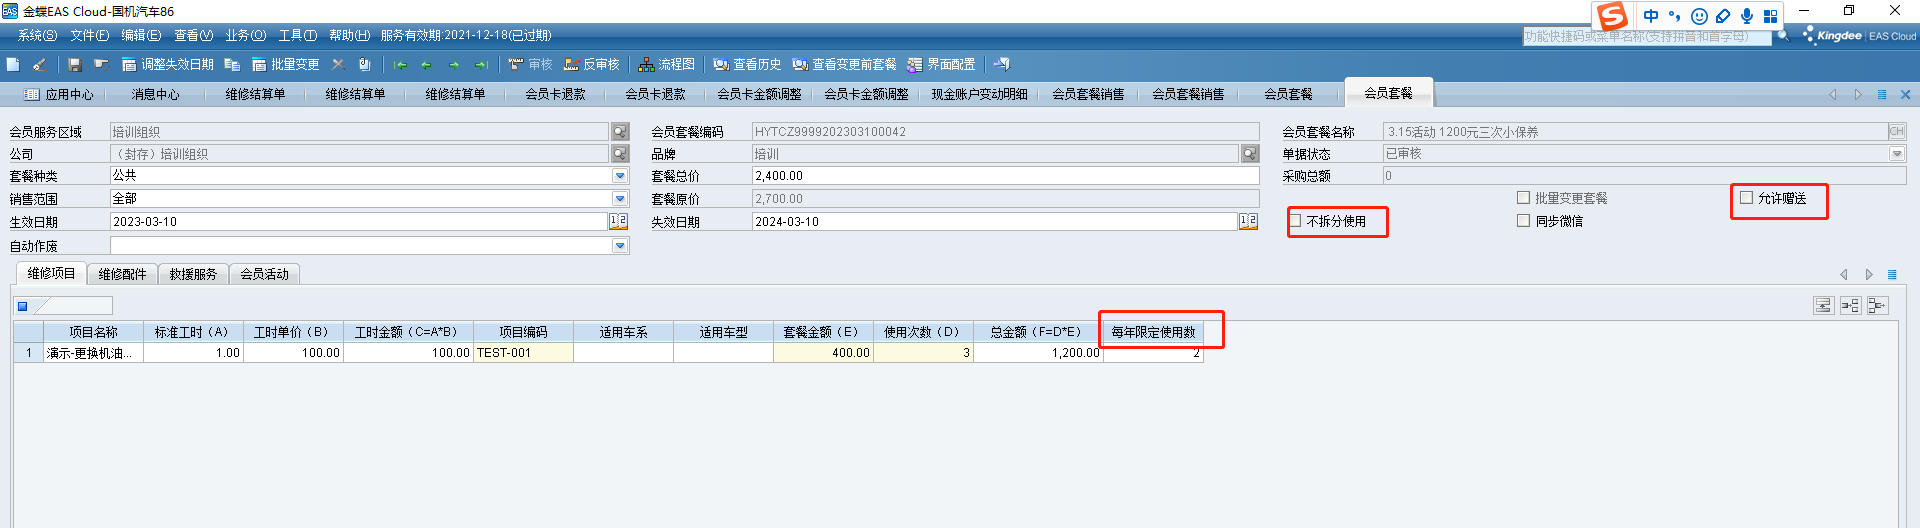 金蝶EAS Cloud-国机汽车86
中
系统(S) 文件(F) 编辑(E) 查看(V) 业务(O) 工具(T) 帮助(H) 服务有效期:2021-12-18(已过期)
功能快捷码或菜单名称(支持拼音和首字母)
Kingdee EAS Cloud
调整失效日期 批量变更 审核 反审核 流程图 查看历史 查看变更前套餐 界面配置
应用中心 消息中心 维修结算单 维修结算单 维修结算单 会员卡退款 会员卡退款 会员卡金额调整 会员卡金额调整 现金账户变动明细 会员套餐销售 会员套餐销售 会员套餐 会员套餐
会员服务区域 培训组织 会员套餐编码 HYTCZ9999202303100042 会员套餐名称 3.15活动 1200元三次小保养 CH
公司 （封存）培训组织 品牌 培训 单据状态 已审核
套餐种类 公共 套餐总价 2,400.00 采购总额 0
销售范围 全部 套餐原价 2,700.00 批量变更套餐 允许赠送
生效日期 2023-03-10 12 失效日期 2024-03-10 12 不拆分使用 同步微信
自动作废
维修项目 维修配件 救援服务 会员活动
项目名称 标准工时（A） 工时单价（B） 工时金额（C=A*B） 项目编码 适用车系 适用车型 套餐金额（E） 使用次数（D） 总金额（F=D*E） 每年限定使用数
1 演示-更换机油... 1.00 100.00 100.00 TEST-001 400.00 3 1,200.00 2